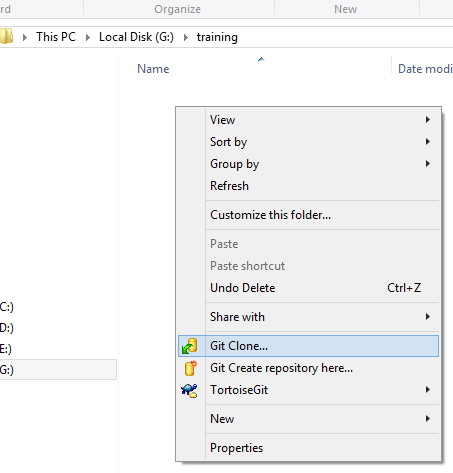 rd Organize New
This PC Local Disk (G:) training
Name Date modi
View
Sort by
Group by
Refresh
Customize this folder...
Paste
Paste shortcut
Undo Delete Ctrl+Z
Share with
Git Clone...
Git Create repository here...
TortoiseGit
New
Properties
C:)
D:)
E:)
G:)